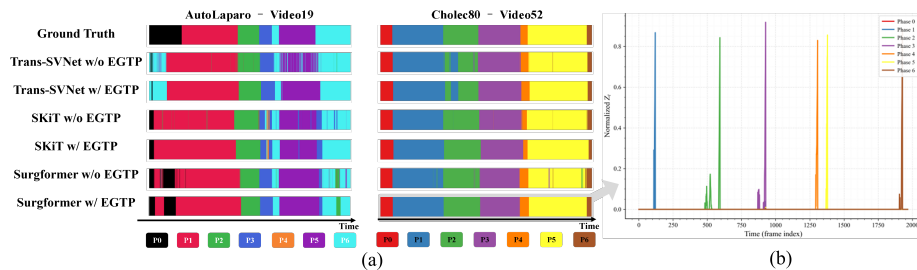 AutoLaparo – Video19
Cholec80 – Video52
Ground Truth
Trans-SVNet w/o EGTP
Trans-SVNet w/ EGTP
SKiT w/o EGTP
SKiT w/ EGTP
Surgformer w/o EGTP
Surgformer w/ EGTP
Time
Time
P0 P1 P2 P3 P4 P5 P6
P0 P1 P2 P3 P4 P5 P6
(a)
Phase 0
Phase 1
Phase 2
Phase 3
Phase 4
Phase 5
Phase 6
Normalized Zt
0.8
0.6
0.4
0.2
0.0
0 250 500 750 1000 1250 1500 1750 2000
Time (frame index)
(b)